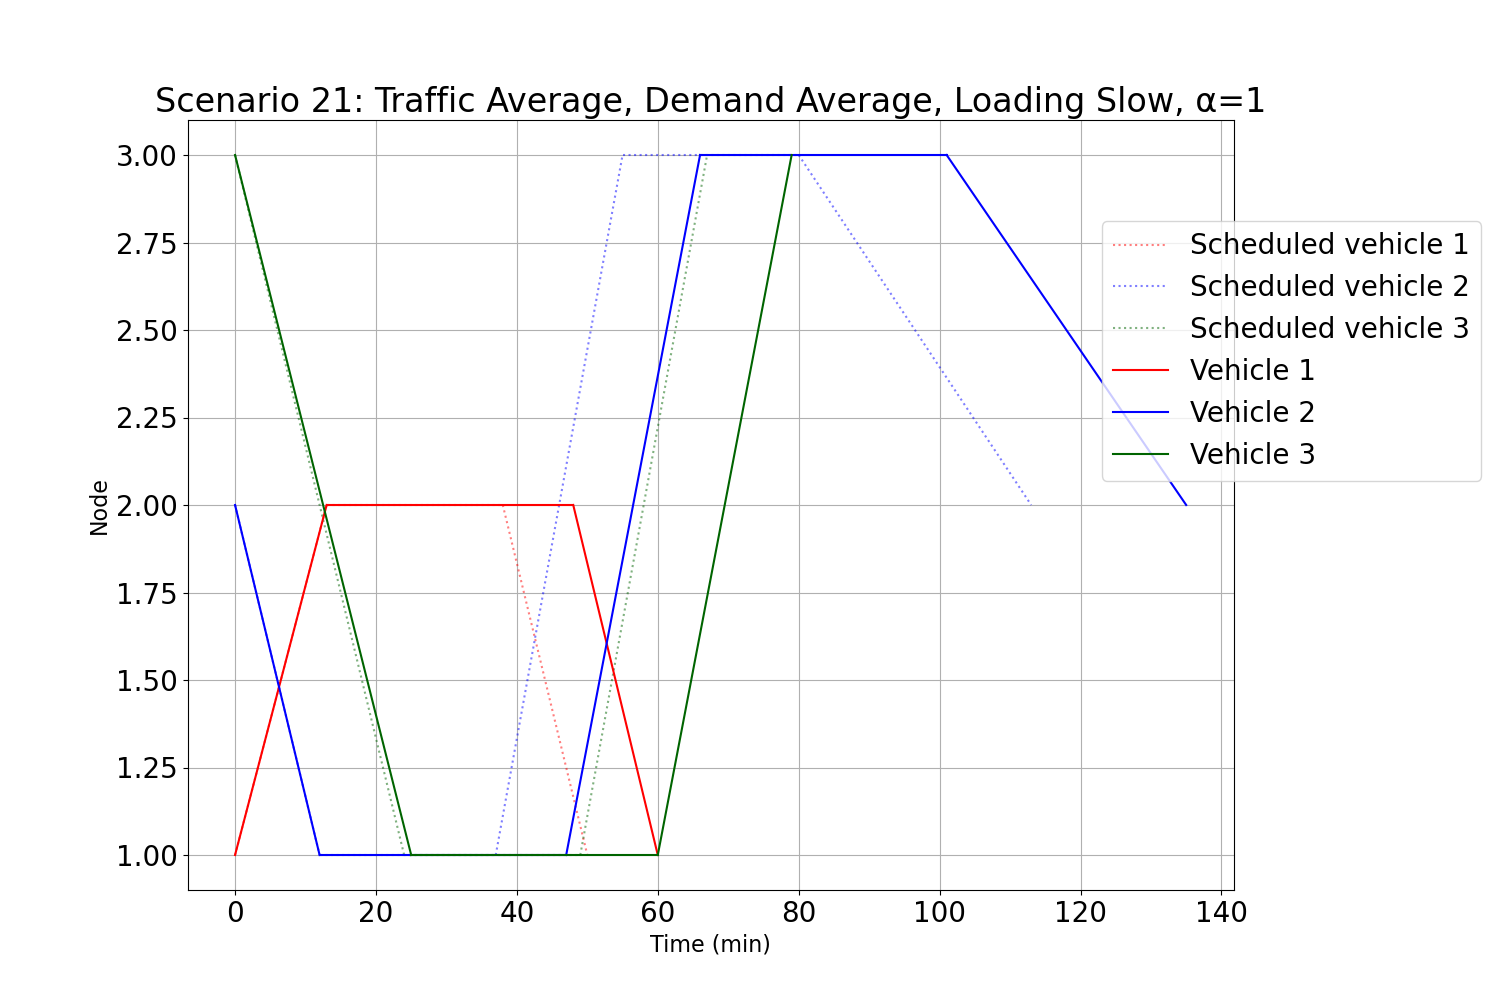 Scenario 21: Traffic Average, Demand Average, Loading Slow, α=1
3.00
2.75
2.50
2.25
2.00
1.75
1.50
1.25
1.00
Node
0 20 40 60 80 100 120 140
Time (min)
Scheduled vehicle 1
Scheduled vehicle 2
Scheduled vehicle 3
Vehicle 1
Vehicle 2
Vehicle 3